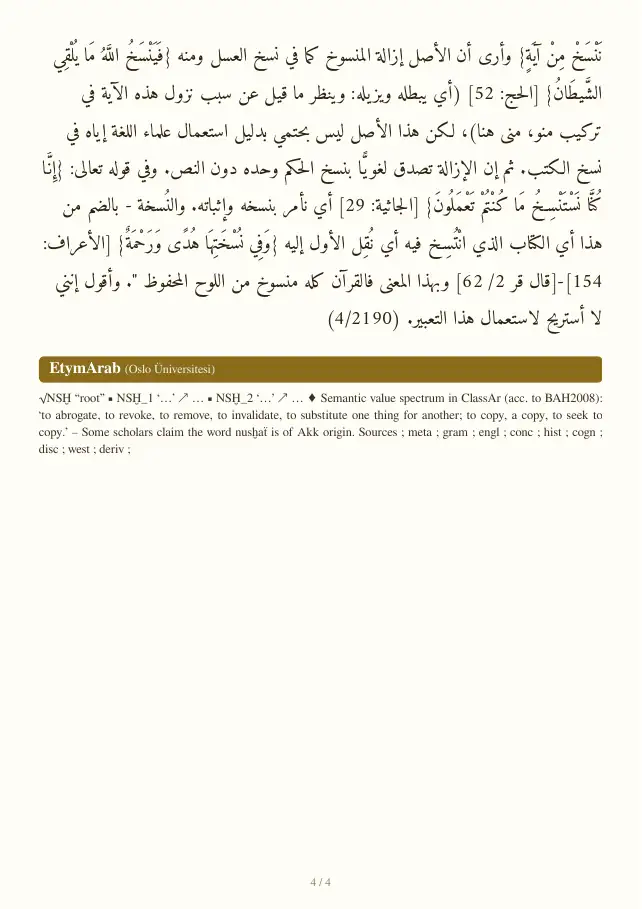 نَنْسَخْ مِنْ آيَةٍ} وأرى أن الأصل إزالة المنسوخ كما في نسخ العسل ومنه {فَيَنْسَخُ اللَّهُ مَا يُلْقِي
الشَّيطَانُ} [الحج: 52] (أي يبطله ويزيله: وينظر ما قيل عن سبب نزول هذه الآية في
تركيب منو، منى هنا)، لكن هذا الأصل ليس بحتمي بدليل استعمال علماء اللغة إياه في
نسخ الكتب. ثم إن الإزالة تصدق لغويًّا بنسخ الحكم وحده دون النص. وفي قوله تعالى: {إِنَّا
كُنَّا نَسْتَنْسِخُ مَا كُنْتُمْ تَعْمَلُونَ} [الجاثية: 29] أي نأمر بنسخه وإثباته. والنُسخة - بالضم من
هذا أي الكتاب الذي انْتُسِخ فيه أي نُقِل الأول إليه {وَفِي نُسْخَتِهَا هُدًى وَرَحْمَةٌ} [الأعراف:
154]-[قال قر 2/ 62] وبهذا المعنى فالقرآن كله منسوخ من اللوح المحفوظ ". وأقول إنني
لا أستريح لاستعمال هذا التعبير. (4/2190)
EtymArab (Oslo Üniversitesi)
√NSḪ “root” ▪ NSḪ_1 ‘…’ ↗ … ▪ NSḪ_2 ‘…’ ↗ … ♦ Semantic value spectrum in ClassAr (acc. to BAH2008):
‘to abrogate, to revoke, to remove, to invalidate, to substitute one thing for another; to copy, a copy, to seek to
copy.’ – Some scholars claim the word nusḫaẗ is of Akk origin. Sources ; meta ; gram ; engl ; conc ; hist ; cogn ;
disc ; west ; deriv ;
4 / 4